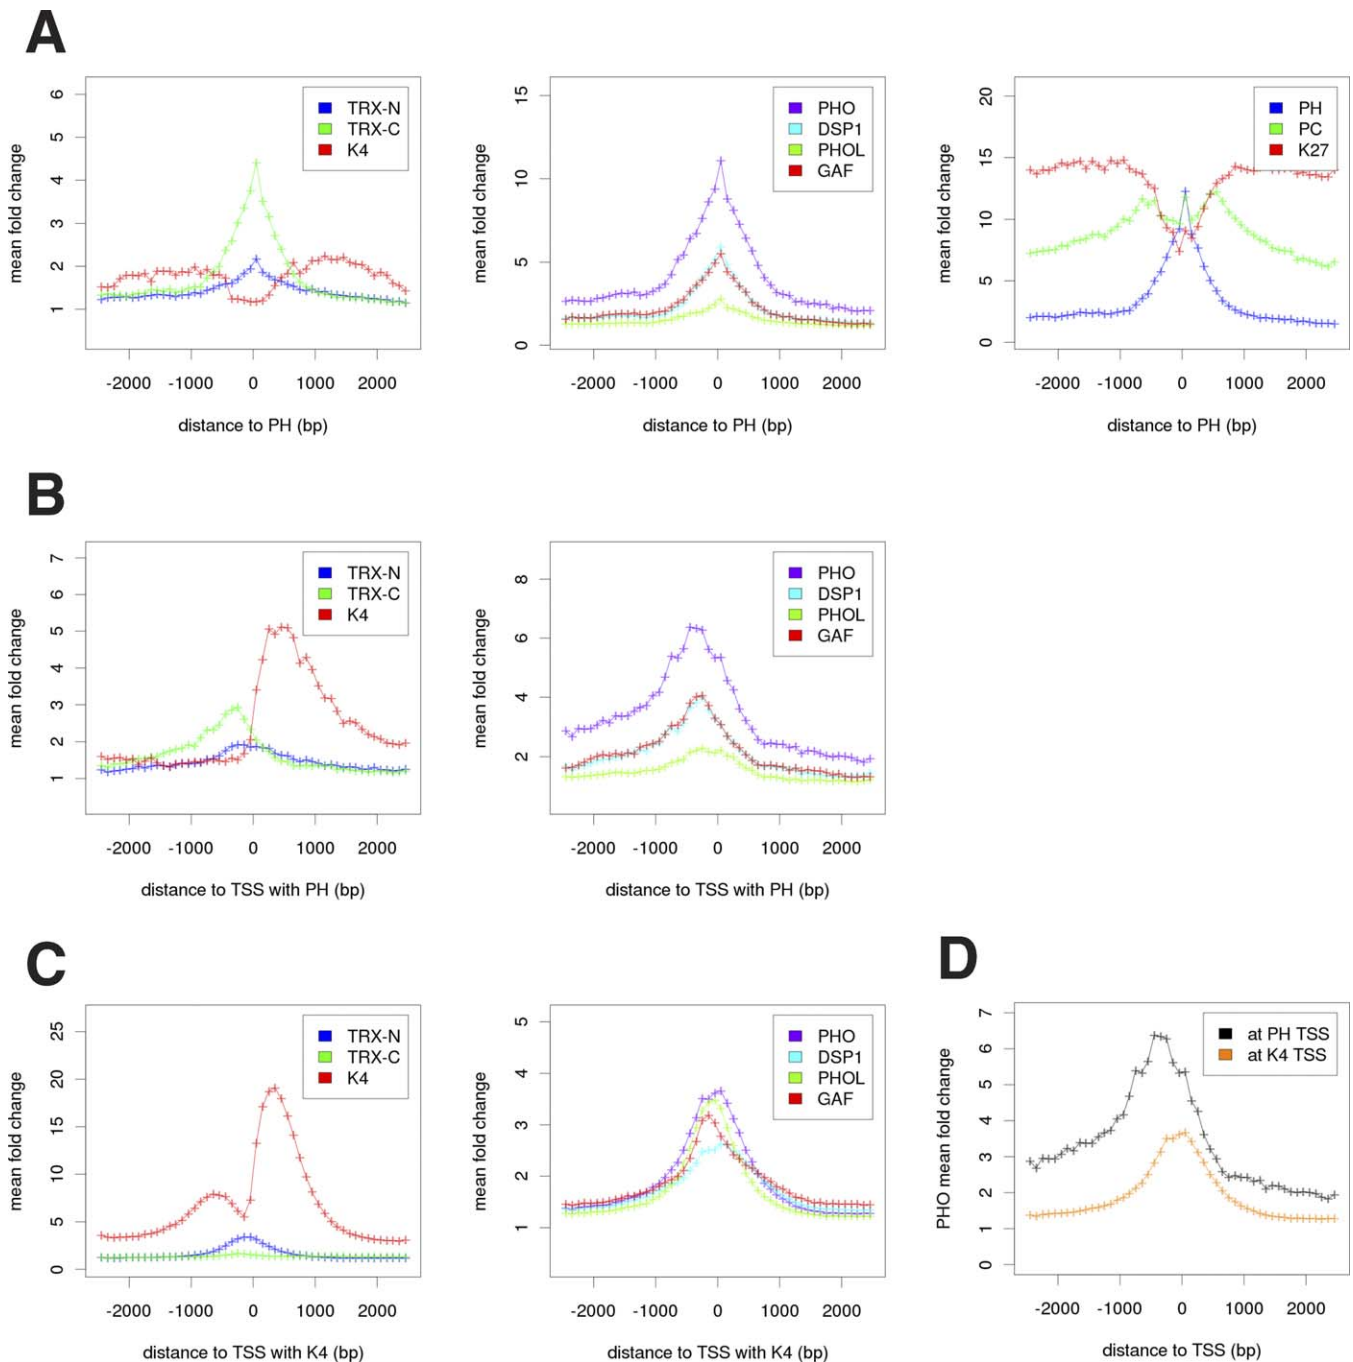 A
mean fold change
6
5
4
3
2
1
TRX-N
TRX-C
K4
-2000 -1000 0 1000 2000
distance to PH (bp)
mean fold change
15
10
5
0
PHO
DSP1
PHOL
GAF
-2000 -1000 0 1000 2000
distance to PH (bp)
mean fold change
20
15
10
5
0
PH
PC
K27
-2000 -1000 0 1000 2000
distance to PH (bp)
B
mean fold change
7
6
5
4
3
2
1
TRX-N
TRX-C
K4
-2000 -1000 0 1000 2000
distance to TSS with PH (bp)
mean fold change
8
6
4
2
PHO
DSP1
PHOL
GAF
-2000 -1000 0 1000 2000
distance to TSS with PH (bp)
C
mean fold change
25
20
15
10
5
0
TRX-N
TRX-C
K4
-2000 -1000 0 1000 2000
distance to TSS with K4 (bp)
mean fold change
5
4
3
2
1
PHO
DSP1
PHOL
GAF
-2000 -1000 0 1000 2000
distance to TSS with K4 (bp)
D
PHO mean fold change
7
6
5
4
3
2
1
0
at PH TSS
at K4 TSS
-2000 -1000 0 1000 2000
distance to TSS (bp)